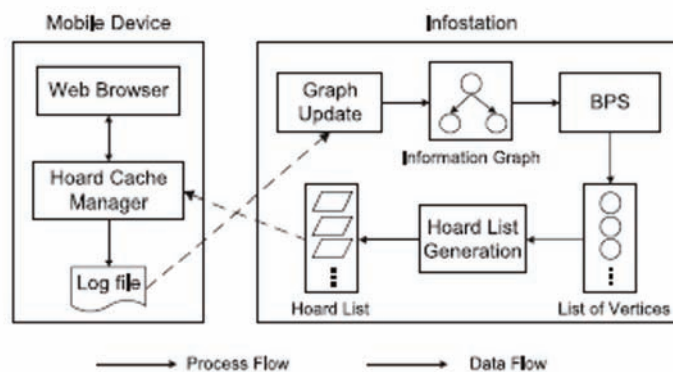 Mobile Device
Infostation
Web Browser
Hoard Cache
Manager
Log file
Graph
Update
Information Graph
BPS
Hoard List
Hoard List
Generation
List of Vertices
Process Flow
Data Flow